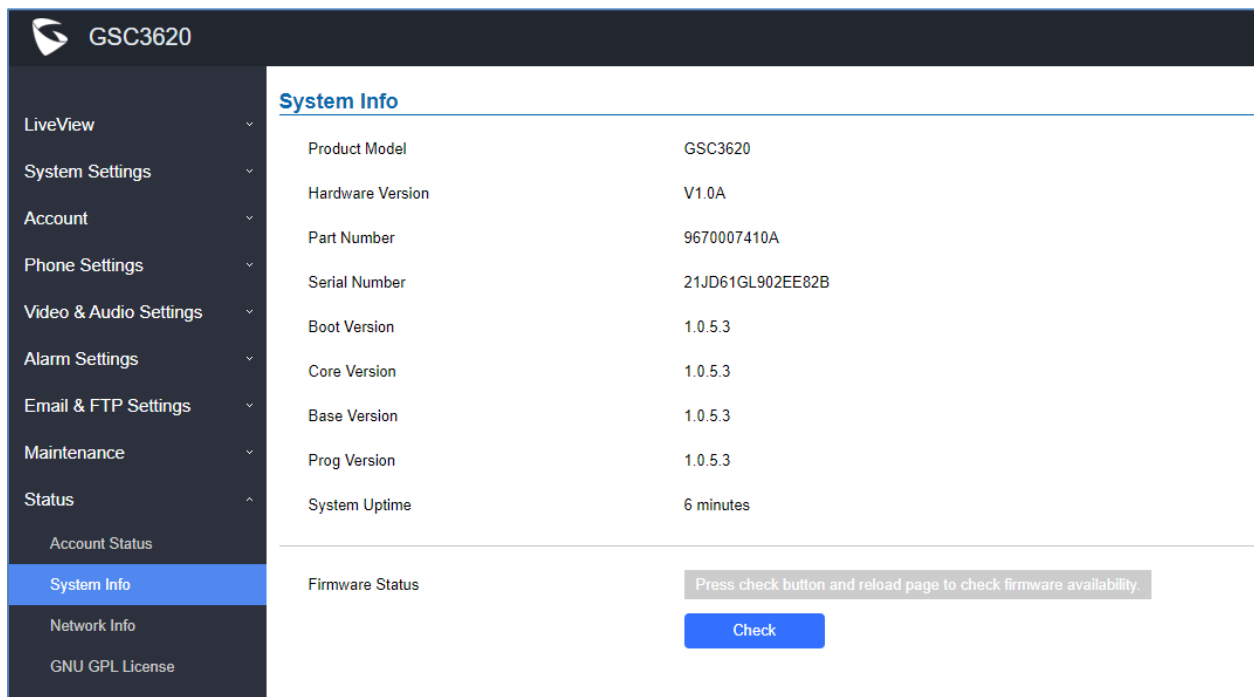 GSC3620
LiveView
System Settings
Account
Phone Settings
Video & Audio Settings
Alarm Settings
Email & FTP Settings
Maintenance
Status
Account Status
System Info
Network Info
GNU GPL License
System Info
Product Model GSC3620
Hardware Version V1.0A
Part Number 9670007410A
Serial Number 21JD61GL902EE82B
Boot Version 1.0.5.3
Core Version 1.0.5.3
Base Version 1.0.5.3
Prog Version 1.0.5.3
System Uptime 6 minutes
Firmware Status Press check button and reload page to check firmware availability.
Check